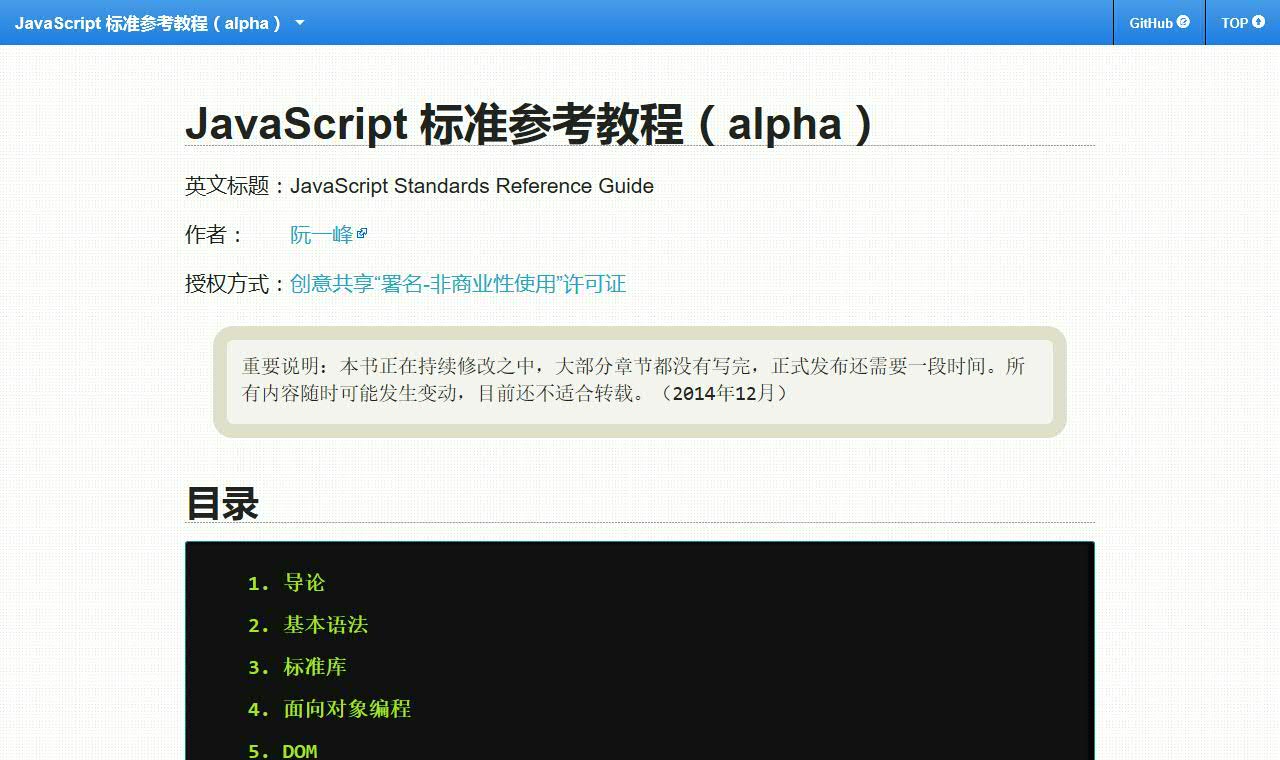 JavaScript 标准参考教程（alpha）
GitHub
TOP
JavaScript 标准参考教程（alpha）
英文标题：JavaScript Standards Reference Guide
作者： 阮一峰
授权方式：创意共享“署名-非商业性使用”许可证
重要说明：本书正在持续修改之中，大部分章节都没有写完，正式发布还需要一段时间。所
有内容随时可能发生变动，目前还不适合转载。（2014年12月）
目录
1. 导论
2. 基本语法
3. 标准库
4. 面向对象编程
5. DOM